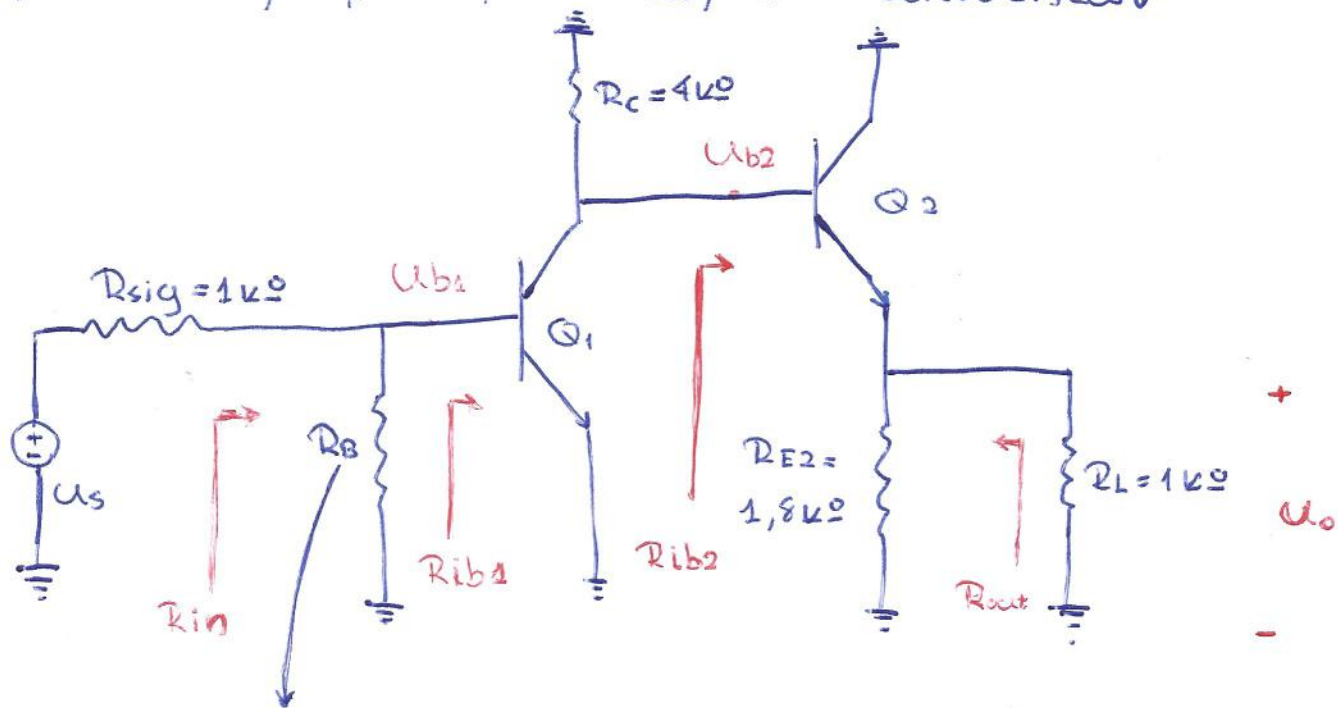 Rc = 4kΩ
Ub2
Q2
Rsig = 1kΩ
Ub1
Q1
+
-
Us
RB
Rin
Rib1
Rib2
RE2 =
1,8kΩ
Rout
RL = 1kΩ
+
Uo
-